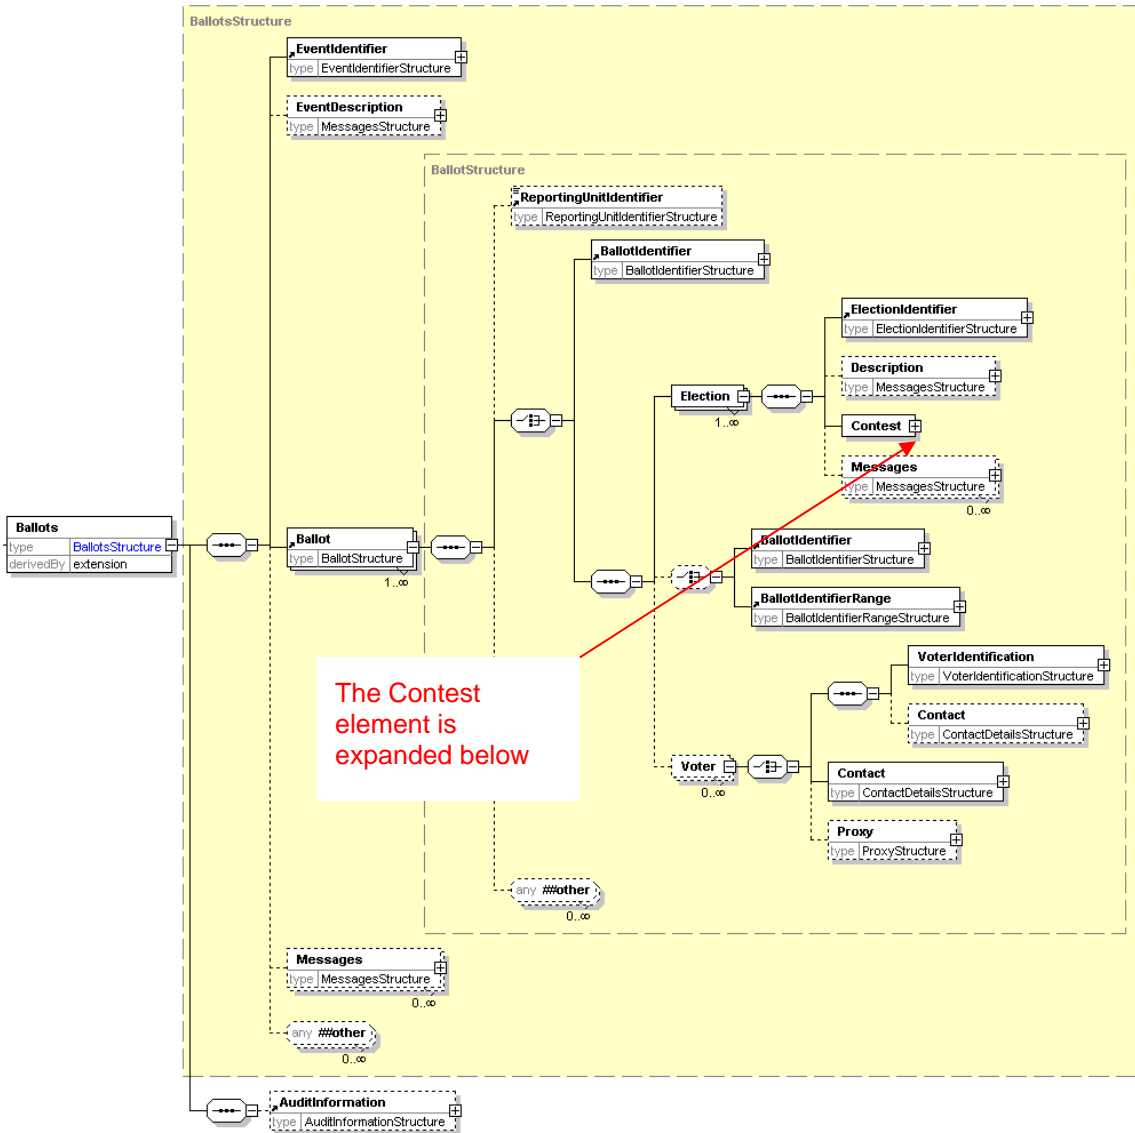 BallotsStructure
EventIdentifier
type EventIdentifierStructure
EventDescription
type MessagesStructure
BallotStructure
ReportingUnitIdentifier
type ReportingUnitIdentifierStructure
BallotIdentifier
type BallotIdentifierStructure
ElectionIdentifier
type ElectionIdentifierStructure
Description
type MessagesStructure
Election
1..∞
Contest
Messages
type MessagesStructure
0..∞
Ballots
type BallotsStructure
derivedBy extension
Ballot
type BallotStructure
1..∞
BallotIdentifier
type BallotIdentifierStructure
BallotIdentifierRange
type BallotIdentifierRangeStructure
The Contest
element is
expanded below
VoterIdentification
type VoterIdentificationStructure
Contact
type ContactDetailsStructure
Voter
0..∞
Contact
type ContactDetailsStructure
Proxy
type ProxyStructure
any ##other
0..∞
Messages
type MessagesStructure
0..∞
any ##other
0..∞
AuditInformation
type AuditInformationStructure